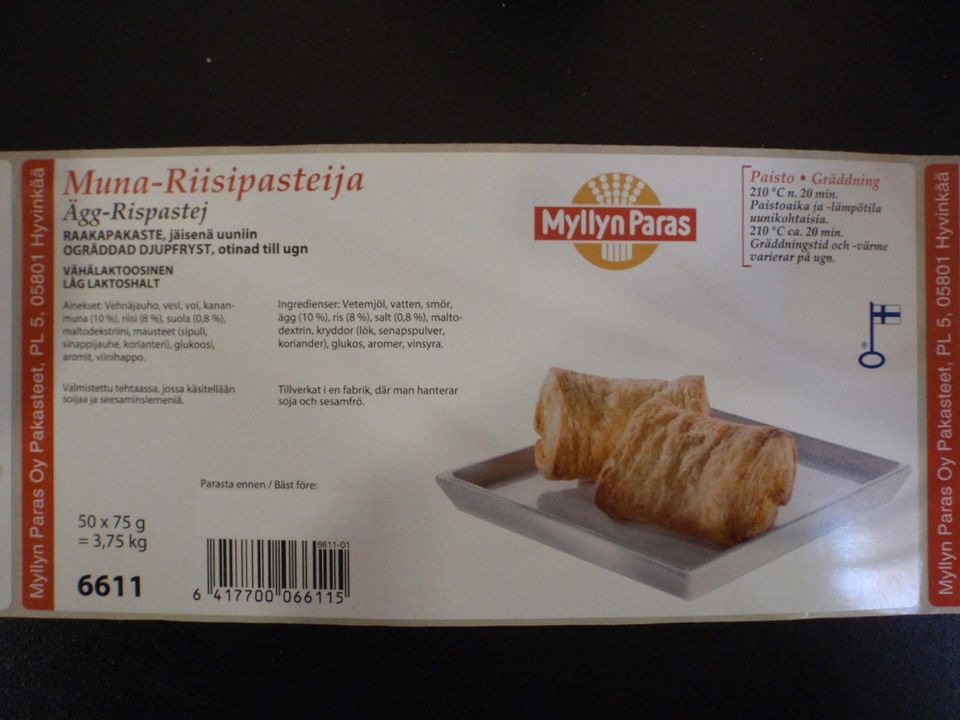 Myllyn Paras Oy Pakasteet, PL 5, 05801 Hyvinkää
Muna-Riisipasteija
Ägg-Rispastej
RAAKAPAKASTE, jäisenä uuniin
OGRÄDDAD DJUPFRYST, otinad till ugn
VÄHÄLAKTOOSINEN
LÅG LAKTOSHALT
Ainekset: Vehnäjauho, vesi, voi, kanan-
muna (10 %), riisi (8 %), suola (0,8 %),
maltodekstriini, mausteet (sipuli,
sinappijauhe, korianteri), glukoosi,
aromit, viinihappo.
Valmistettu tehtaassa, jossa käsitellään
soijaa ja seesaminsiemeniä.
Ingredienser: Vetemjöl, vatten, smör,
ägg (10 %), ris (8 %), salt (0,8 %), malto-
dextrin, kryddor (lök, senapspulver,
koriander), glukos, aromer, vinsyra.
Tillverkat i en fabrik, där man hanterar
soja och sesamfrö.
Parasta ennen / Bäst före:
50 x 75 g
= 3,75 kg
6611
6611-01
6 417700 066115
Myllyn Paras
Paisto • Gräddning
210 °C n. 20 min.
Paistoaika ja -lämpötila
uunikohtaisia.
210 °C ca. 20 min.
Gräddningstid och -värme
varierar på ugn.
®
Myllyn Paras Oy Pakasteet, PL 5, 05801 Hyvinkää